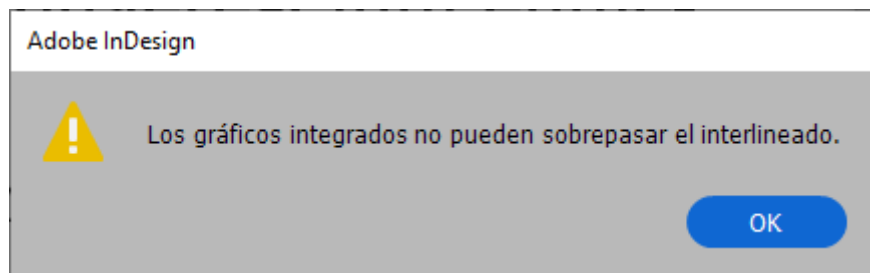 Adobe InDesign
Los gráficos integrados no pueden sobrepasar el interlineado.
OK